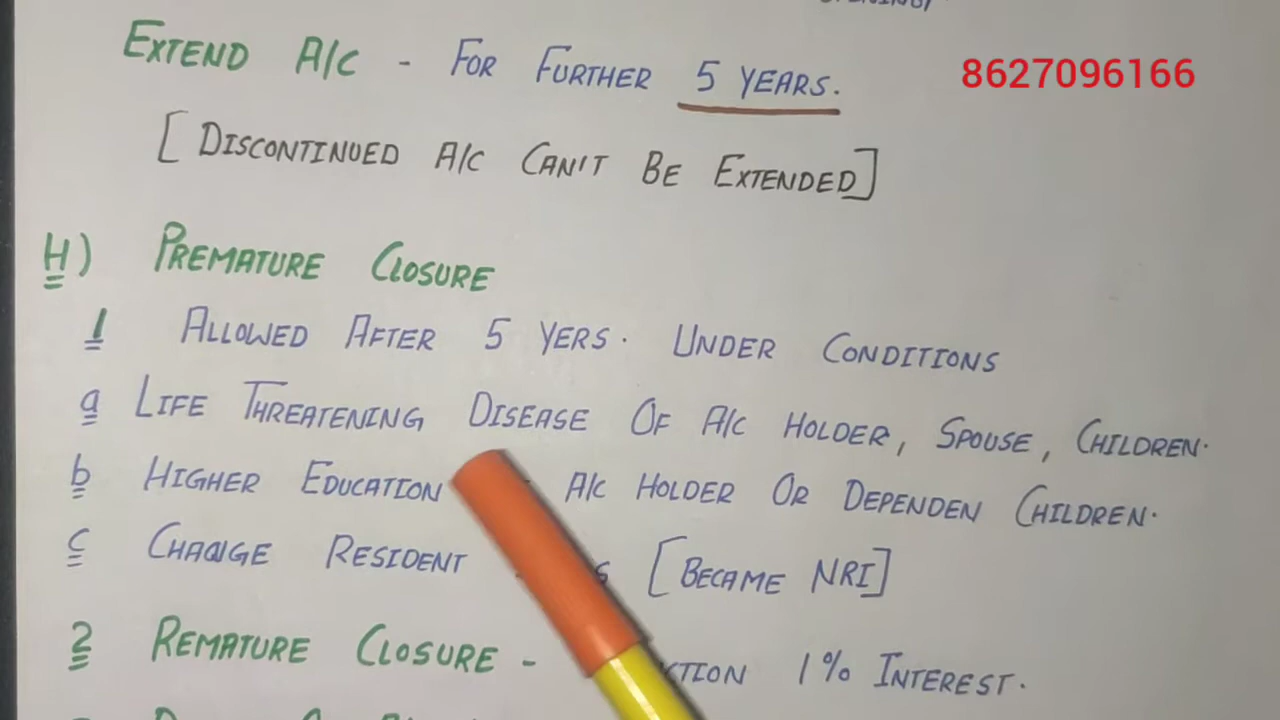 EXTEND A/C - FOR FURTHER 5 YEARS.
8627096166
[DISCONTINUED A/C CAN'T BE EXTENDED]
H) PREMATURE CLOSURE
1 ALLOWED AFTER 5 YERS. UNDER CONDITIONS
a LIFE THREATENING DISEASE OF A/C HOLDER, SPOUSE, CHILDREN.
b HIGHER EDUCATION A/C HOLDER OR DEPENDEN CHILDREN.
c CHANGE RESIDENT [BECAME NRI]
2 REMATURE CLOSURE - 1% INTEREST.